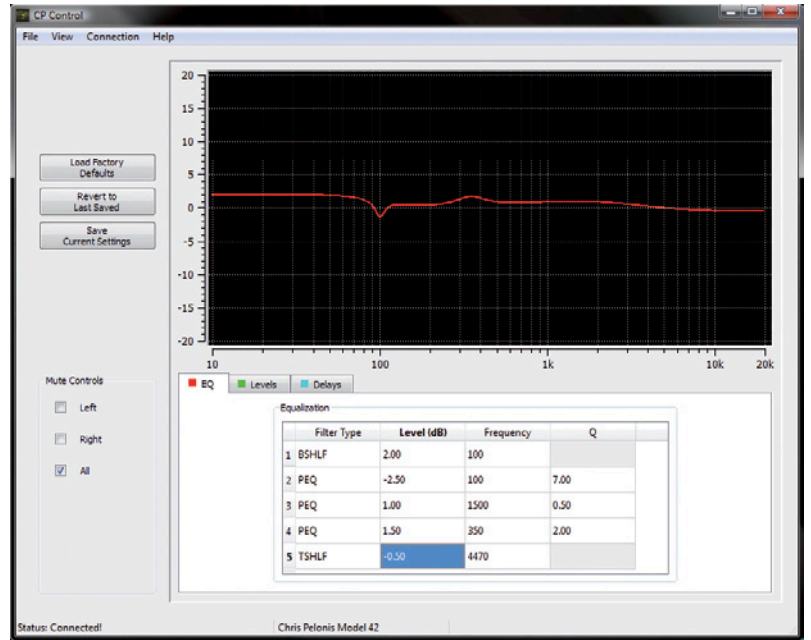 CP Control
File View Connection Help
Load Factory
Defaults
Revert to
Last Saved
Save
Current Settings
20
15
10
5
0
-5
-10
-15
-20
10 100 1k 10k 20k
Mute Controls
Left
Right
All
EQ Levels Delays
Equalization
Filter Type Level (dB) Frequency Q
1 BSHLF 2.00 100
2 PEQ -2.50 100 7.00
3 PEQ 1.00 1500 0.50
4 PEQ 1.50 350 2.00
5 TSHLF -0.50 4470
Status: Connected! Chris Pelonis Model 42